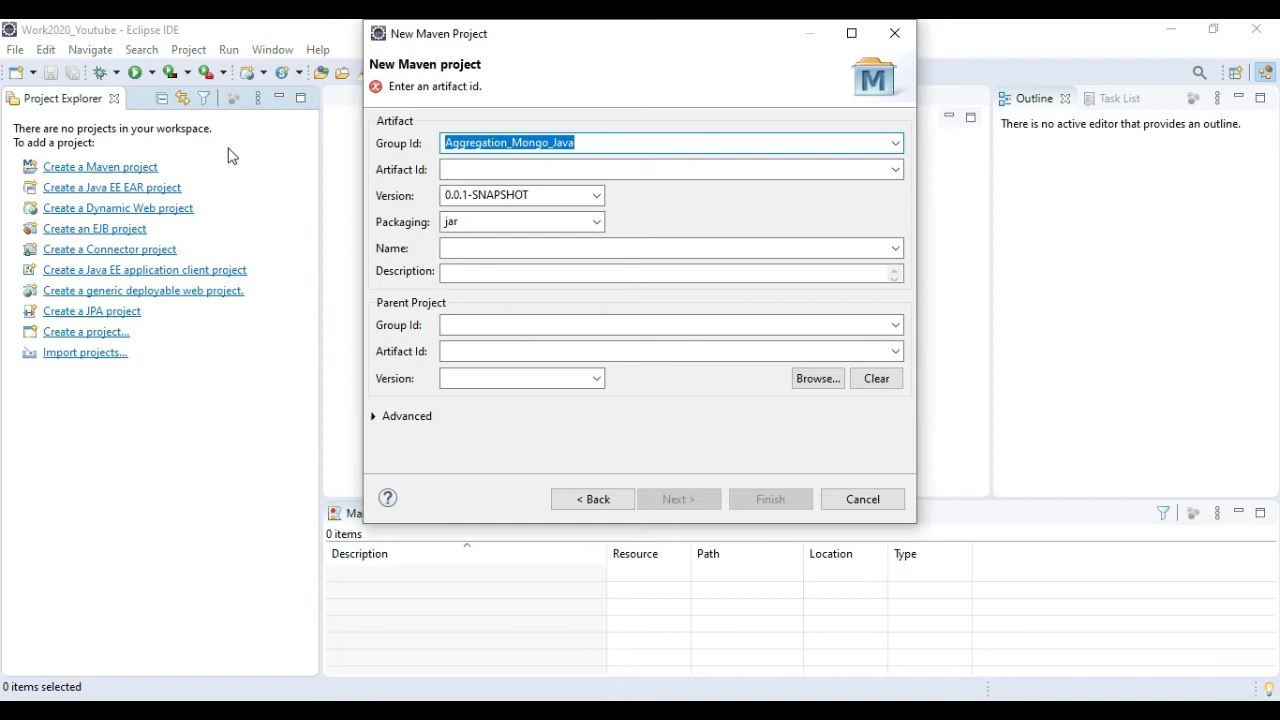 Work2020_Youtube - Eclipse IDE
File Edit Navigate Search Project Run Window Help
Project Explorer
There are no projects in your workspace.
To add a project:
Create a Maven project
Create a Java EE EAR project
Create a Dynamic Web project
Create an EJB project
Create a Connector project
Create a Java EE application client project
Create a generic deployable web project.
Create a JPA project
Create a project...
Import projects...
New Maven Project
New Maven project
Enter an artifact id.
M
Artifact
Group Id: Aggregation_Mongo_Java
Artifact Id:
Version: 0.0.1-SNAPSHOT
Packaging: jar
Name:
Description:
Parent Project
Group Id:
Artifact Id:
Version:
Browse... Clear
Advanced
< Back Next > Finish Cancel
Outline Task List
There is no active editor that provides an outline.
Ma
0 items
Description Resource Path Location Type
0 items selected